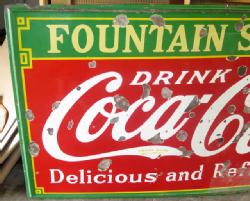 FOUNTAIN S
DRINK
Coca-Co
Delicious and Ref